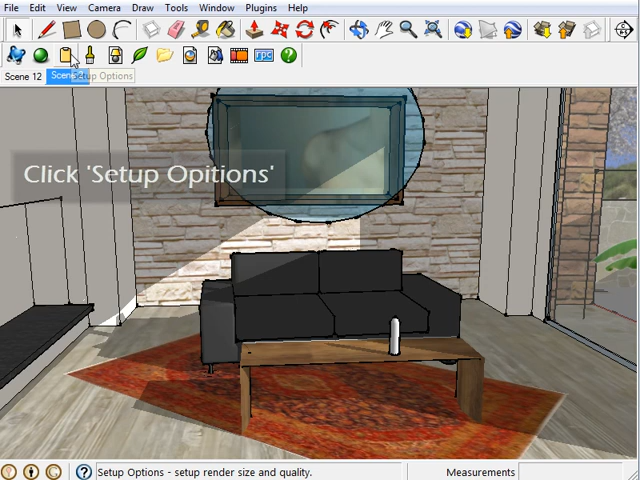 File Edit View Camera Draw Tools Window Plugins Help
rpc
Scene 12
Setup Options
Click 'Setup Opitions'
Setup Options - setup render size and quality. Measurements